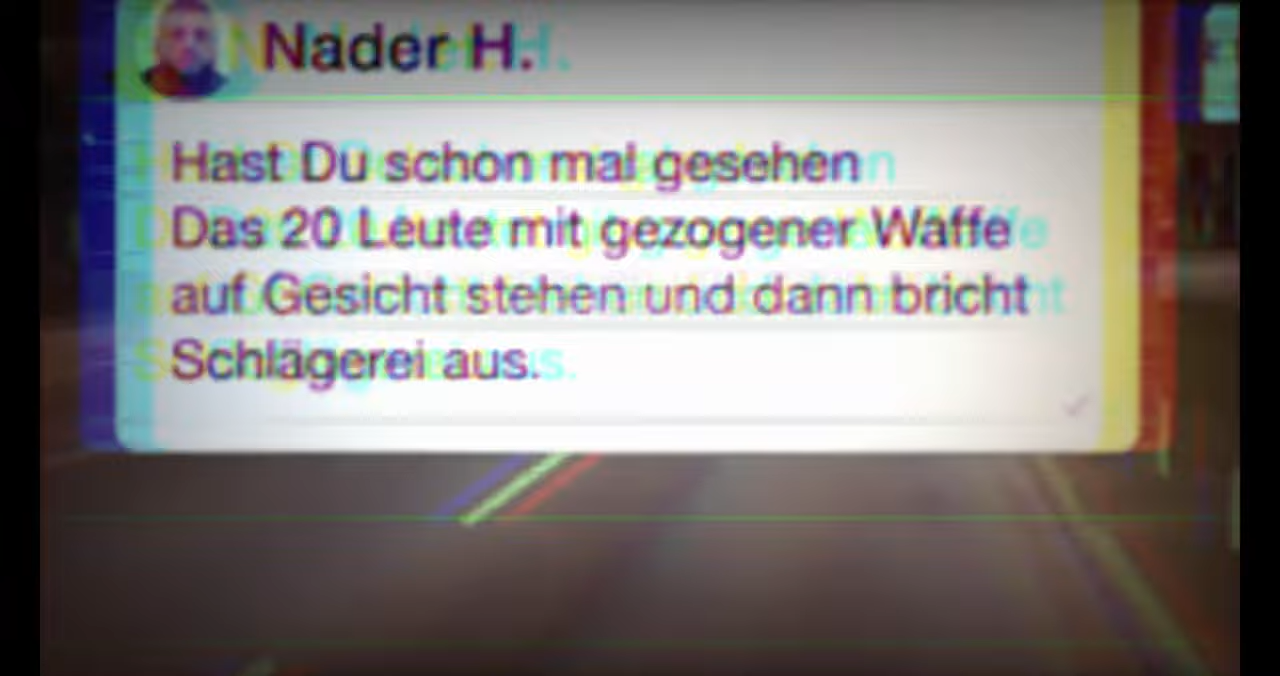 Nader H.
Hast Du schon mal gesehen
Das 20 Leute mit gezogener Waffe
auf Gesicht stehen und dann bricht
Schlägerei aus.